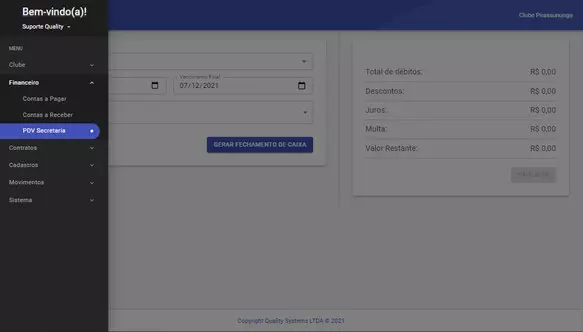 Bem-vindo(a)!
Suporte Quality
Clube Pirassununga
MENU
Clube
Financeiro
Contas a Pagar
Contas a Receber
PDV Secretaria
Contratos
Cadastros
Movimentos
Sistema
Vencimento Final
07/12/2021
GERAR FECHAMENTO DE CAIXA
Total de débitos: R$ 0,00
Descontos: R$ 0,00
Juros: R$ 0,00
Multa: R$ 0,00
Valor Restante: R$ 0,00
Copyright Quality Systems LTDA © 2021